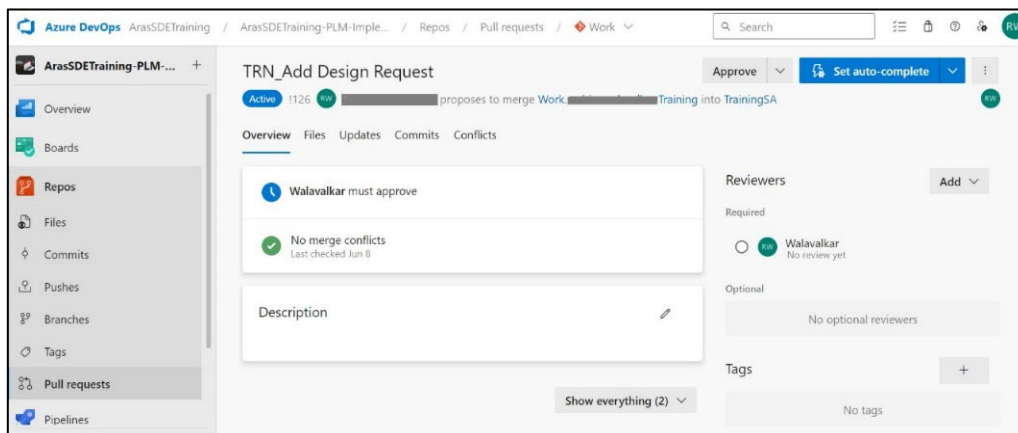 Azure DevOps ArasSDETraining / ArasSDETraining-PLM-Imple... / Repos / Pull requests / Work Search RW
ArasSDETraining-PLM-... +
Overview
Boards
Repos
Files
Commits
Pushes
Branches
Tags
Pull requests
Pipelines
TRN_Add Design Request
Approve Set auto-complete
Active !126 RW proposes to merge Work. Training into TrainingSA RW
Overview Files Updates Commits Conflicts
Walavalkar must approve
No merge conflicts
Last checked Jun 8
Description
Show everything (2)
Reviewers Add
Required
RW Walavalkar
No review yet
Optional
No optional reviewers
Tags +
No tags